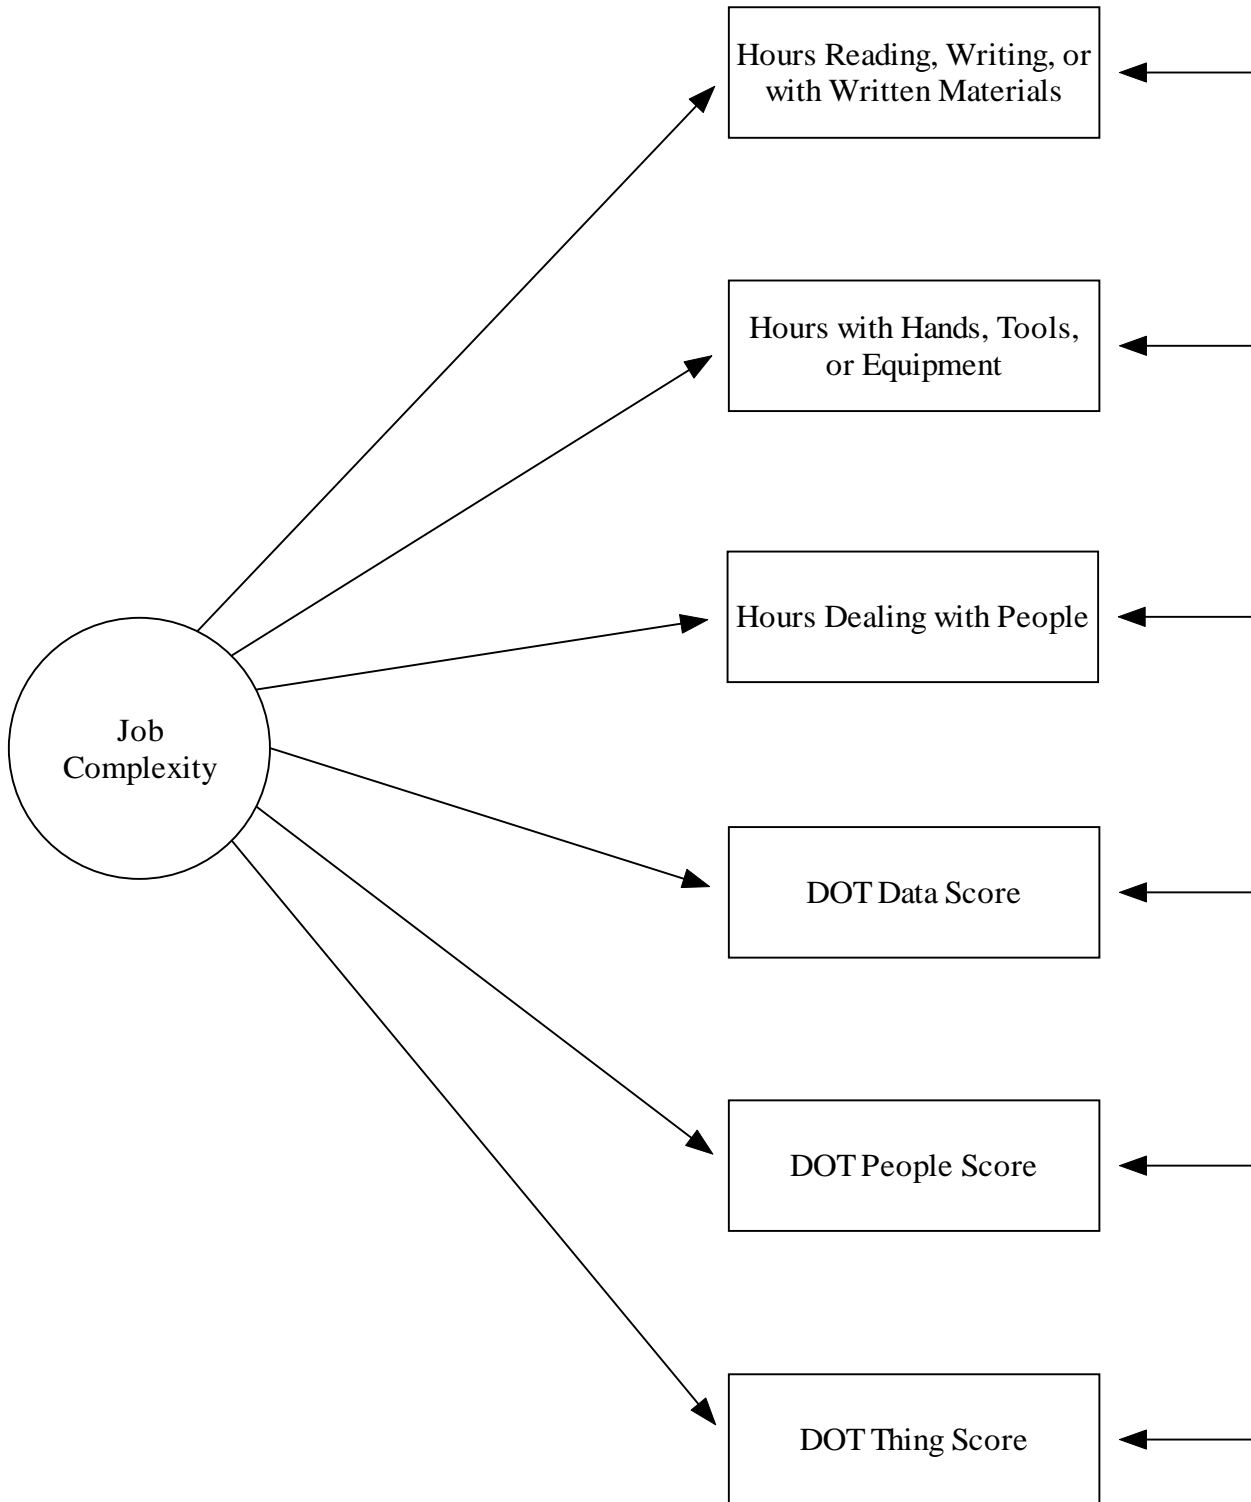 Hours Reading, Writing, or
with Written Materials
Hours with Hands, Tools,
or Equipment
Hours Dealing with People
Job
Complexity
DOT Data Score
DOT People Score
DOT Thing Score